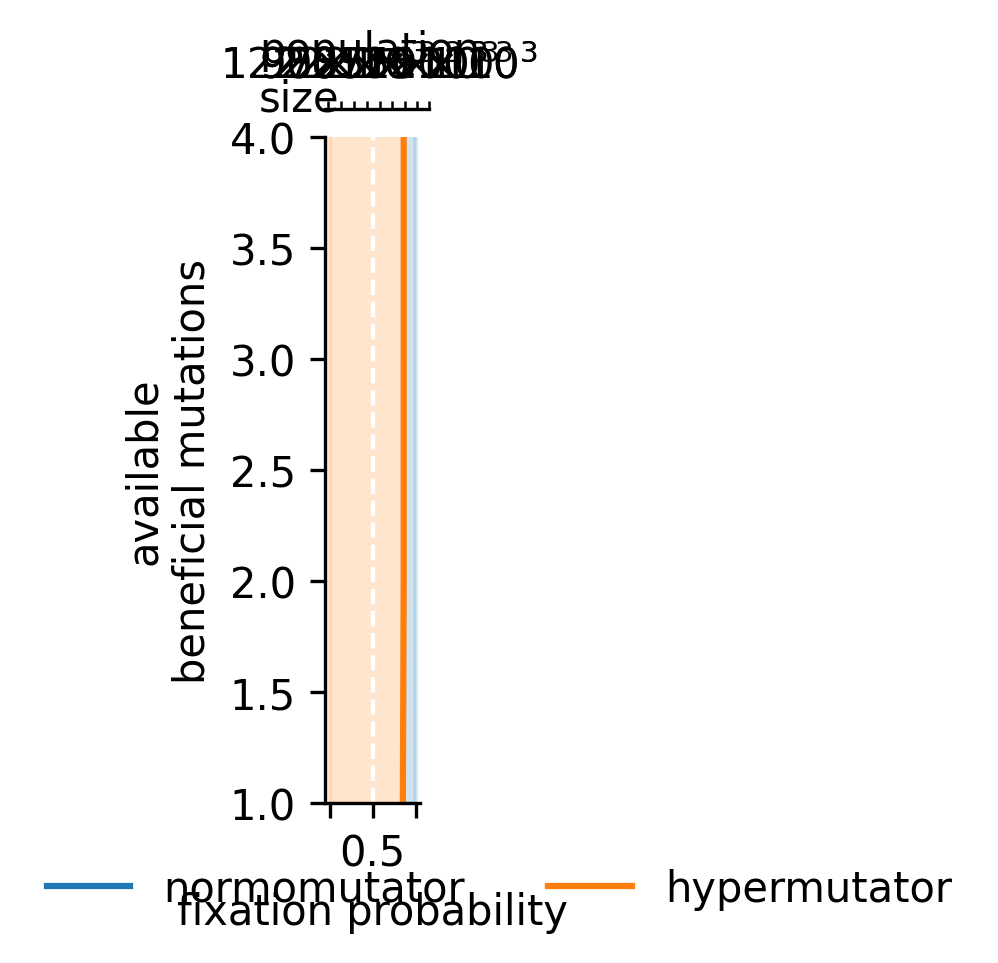 population
size
4.0
3.5
3.0
2.5
2.0
1.5
1.0
available
beneficial mutations
0.5
normomutator
hypermutator
fixation probability